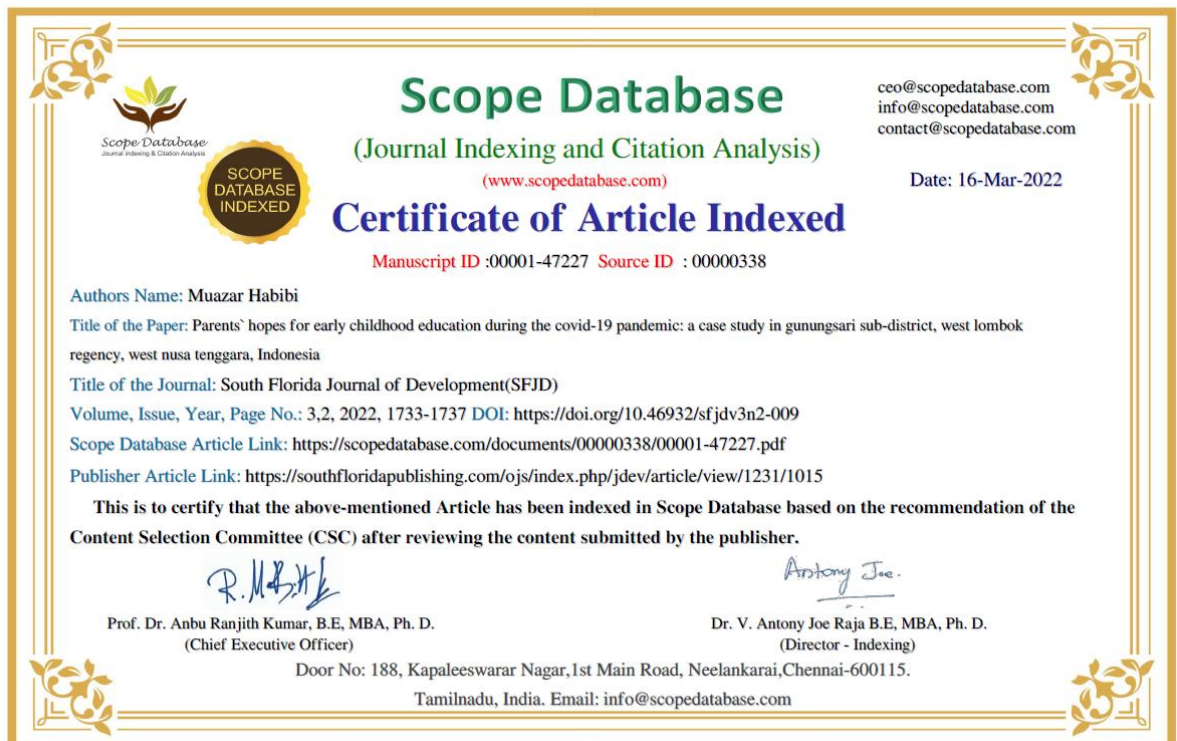 Scope Database
Journal Indexing & Citation Analysis
SCOPE
DATABASE
INDEXED
Scope Database
(Journal Indexing and Citation Analysis)
(www.scopedatabase.com)
ceo@scopedatabase.com
info@scopedatabase.com
contact@scopedatabase.com
Date: 16-Mar-2022
Certificate of Article Indexed
Manuscript ID :00001-47227 Source ID : 00000338
Authors Name: Muazar Habibi
Title of the Paper: Parents` hopes for early childhood education during the covid-19 pandemic: a case study in gunungsari sub-district, west lombok
regency, west nusa tenggara, Indonesia
Title of the Journal: South Florida Journal of Development(SFJD)
Volume, Issue, Year, Page No.: 3,2, 2022, 1733-1737 DOI: https://doi.org/10.46932/sfjdv3n2-009
Scope Database Article Link: https://scopedatabase.com/documents/00000338/00001-47227.pdf
Publisher Article Link: https://southfloridapublishing.com/ojs/index.php/jdev/article/view/1231/1015
This is to certify that the above-mentioned Article has been indexed in Scope Database based on the recommendation of the
Content Selection Committee (CSC) after reviewing the content submitted by the publisher.
Antony Joe.
Prof. Dr. Anbu Ranjith Kumar, B.E, MBA, Ph. D.
(Chief Executive Officer)
Dr. V. Antony Joe Raja B.E, MBA, Ph. D.
(Director - Indexing)
Door No: 188, Kapaleeswarar Nagar,1st Main Road, Neelankarai,Chennai-600115.
Tamilnadu, India. Email: info@scopedatabase.com